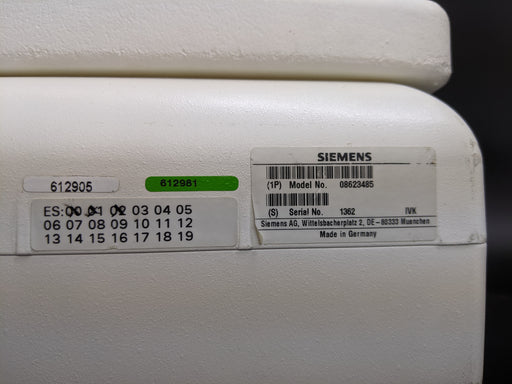 612905
612981
ES:00 01 02 03 04 05
06 07 08 09 10 11 12
13 14 15 16 17 18 19
SIEMENS
(1P) Model No. 08623485
(S) Serial No. 1362 IVK
Siemens AG, Wittelsbacherplatz 2, DE-80333 Muenchen
Made in Germany